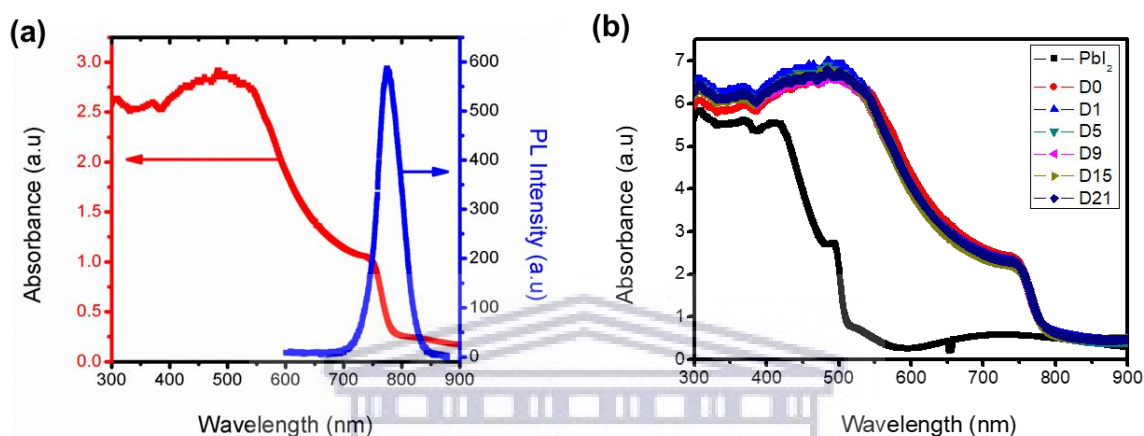 (a)
3.0
2.5
2.0
1.5
1.0
0.5
0.0
Absorbance (a.u)
300 400 500 600 700 800 900
Wavelength (nm)
600
500
400
300
200
100
0
PL Intensity (a.u)
(b)
7
6
5
4
3
2
1
0
Absorbance (a.u)
300 400 500 600 700 800 900
Wavelength (nm)
PbI₂
D0
D1
D5
D9
D15
D21